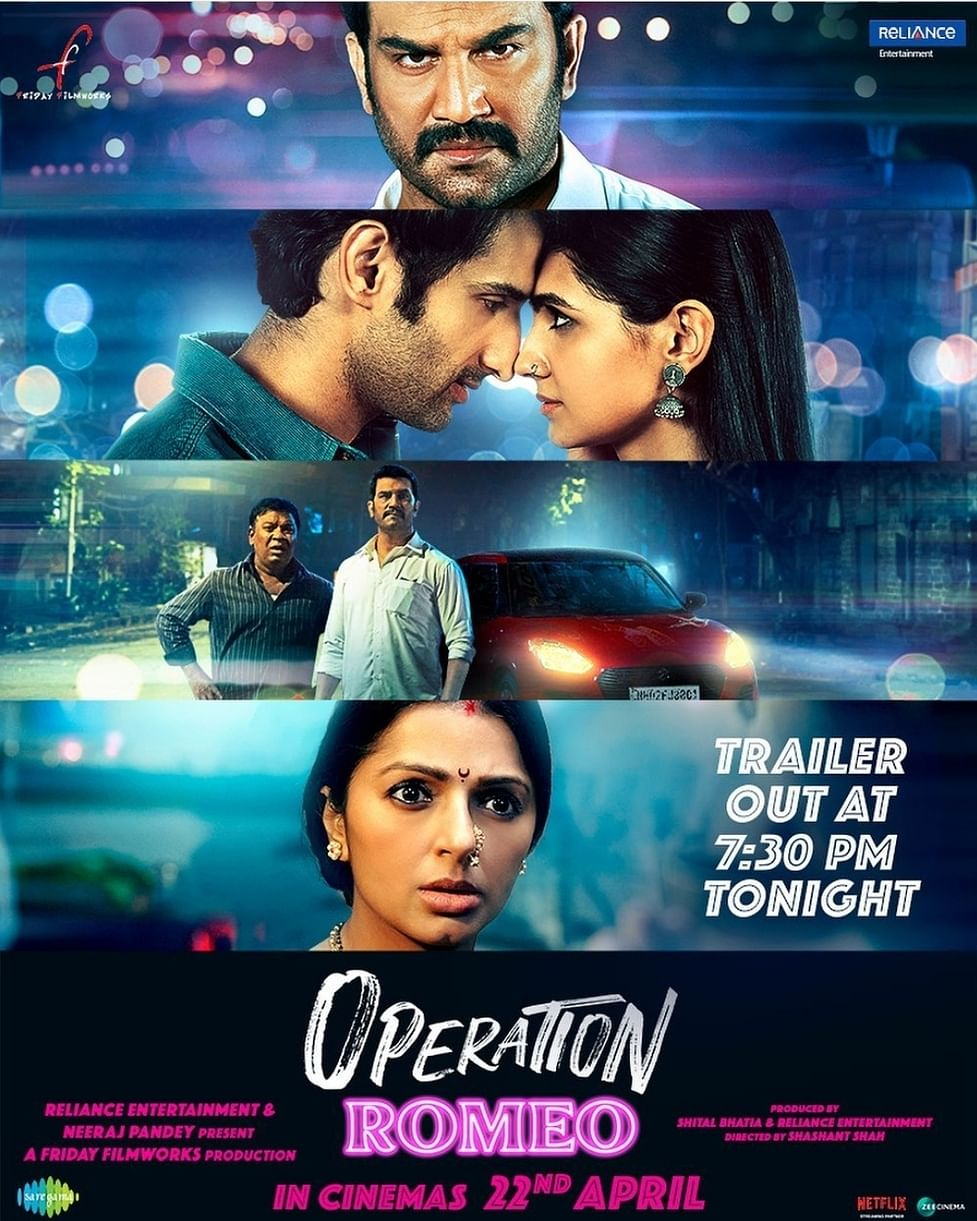 FRIDAY FILMWORKS
RELIANCE
Entertainment
TRAILER
OUT AT
7:30 PM
TONIGHT
OPERATION
ROMEO
RELIANCE ENTERTAINMENT &
NEERAJ PANDEY PRESENT
A FRIDAY FILMWORKS PRODUCTION
PRODUCED BY
SHITAL BHATIA & RELIANCE ENTERTAINMENT
DIRECTED BY SHASHANT SHAH
IN CINEMAS 22ND APRIL
saregama
NETFLIX
STREAMING PARTNER
ZEE CINEMA